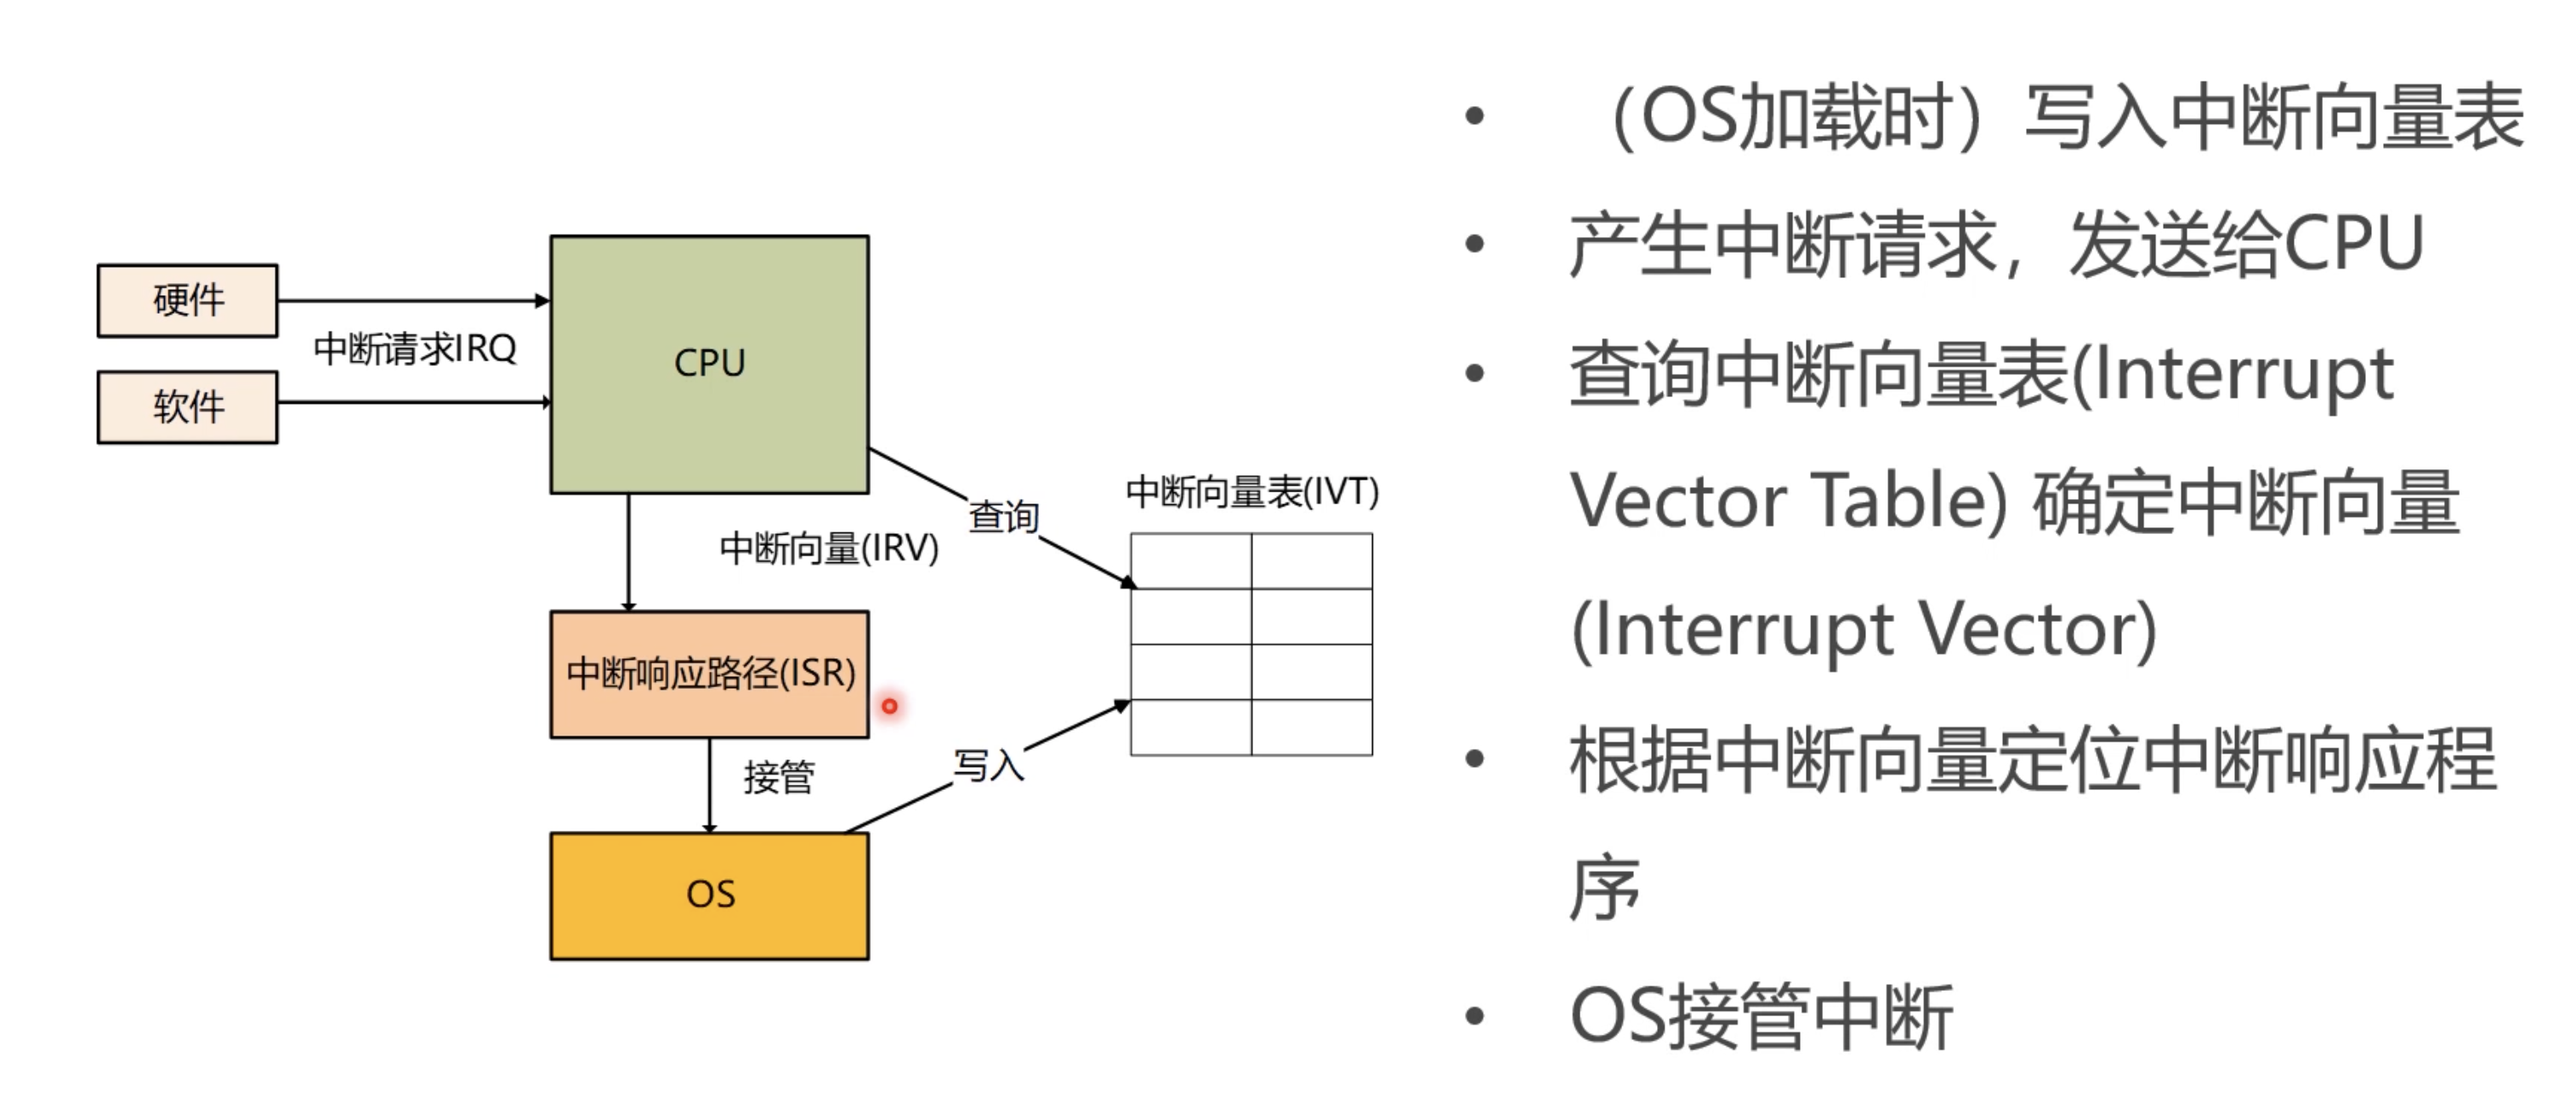 硬件
中断请求IRQ
软件
CPU
查询
中断向量表(IVT)
中断向量(IRV)
中断响应路径(ISR)
接管
写入
OS
• （OS加载时）写入中断向量表
• 产生中断请求，发送给CPU
• 查询中断向量表(Interrupt
Vector Table) 确定中断向量
(Interrupt Vector)
• 根据中断向量定位中断响应程
序
• OS接管中断